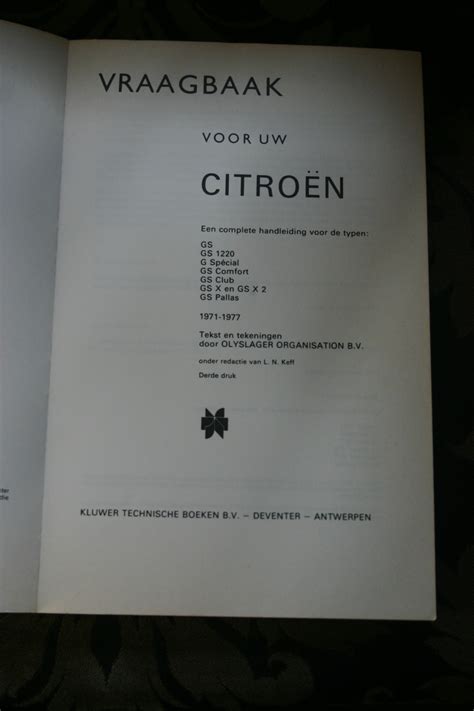 VRAAGBAAK
VOOR UW
CITROËN
Een complete handleiding voor de typen:
GS
GS 1220
G Spécial
GS Comfort
GS Club
GS X en GS X 2
GS Pallas
1971-1977
Tekst en tekeningen
door OLYSLAGER ORGANISATION B.V.
onder redactie van L. N. Keff
Derde druk
KLUWER TECHNISCHE BOEKEN B.V. – DEVENTER – ANTWERPEN